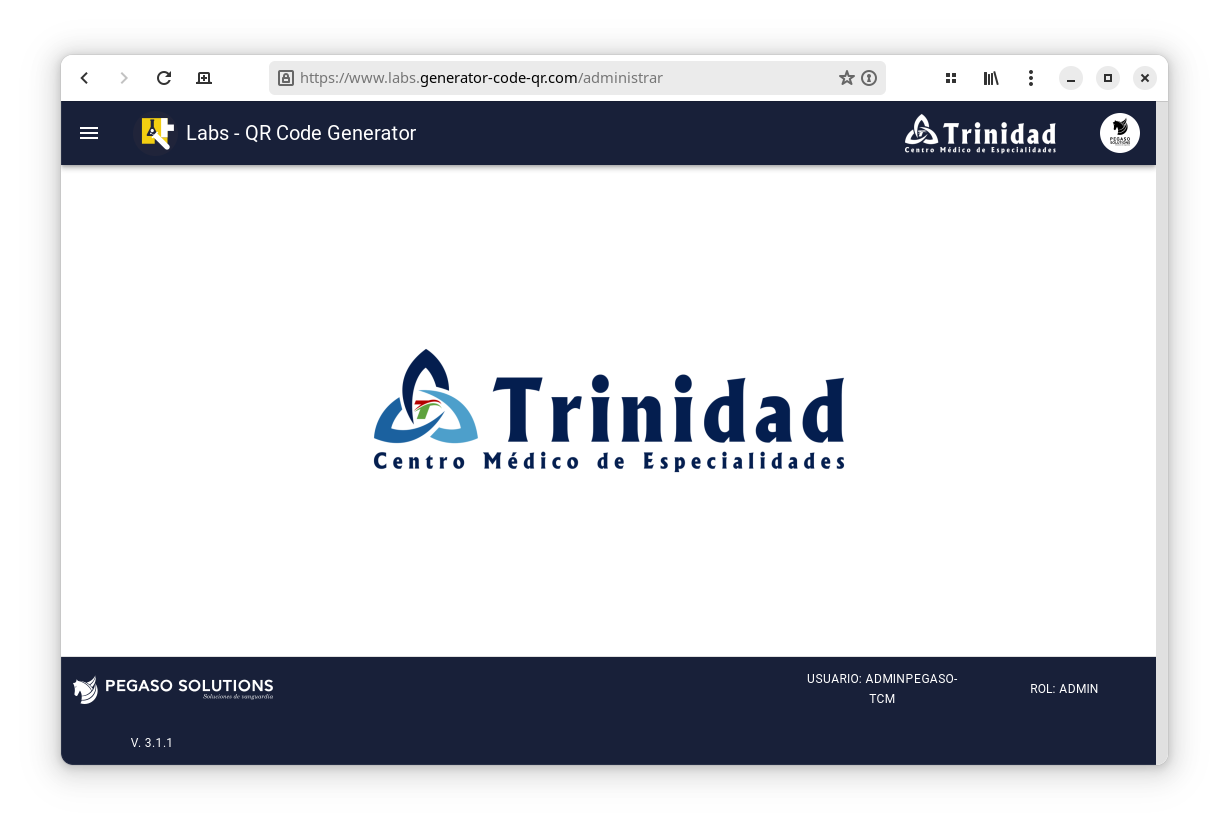 https://www.labs.generator-code-qr.com/administrar
Labs - QR Code Generator
Trinidad
Centro Médico de Especialidades
PEGASO
SOLUTIONS
Trinidad
Centro Médico de Especialidades
PEGASO SOLUTIONS
Soluciones de vanguardia
USUARIO: ADMINPEGASO-
TCM
ROL: ADMIN
V. 3.1.1